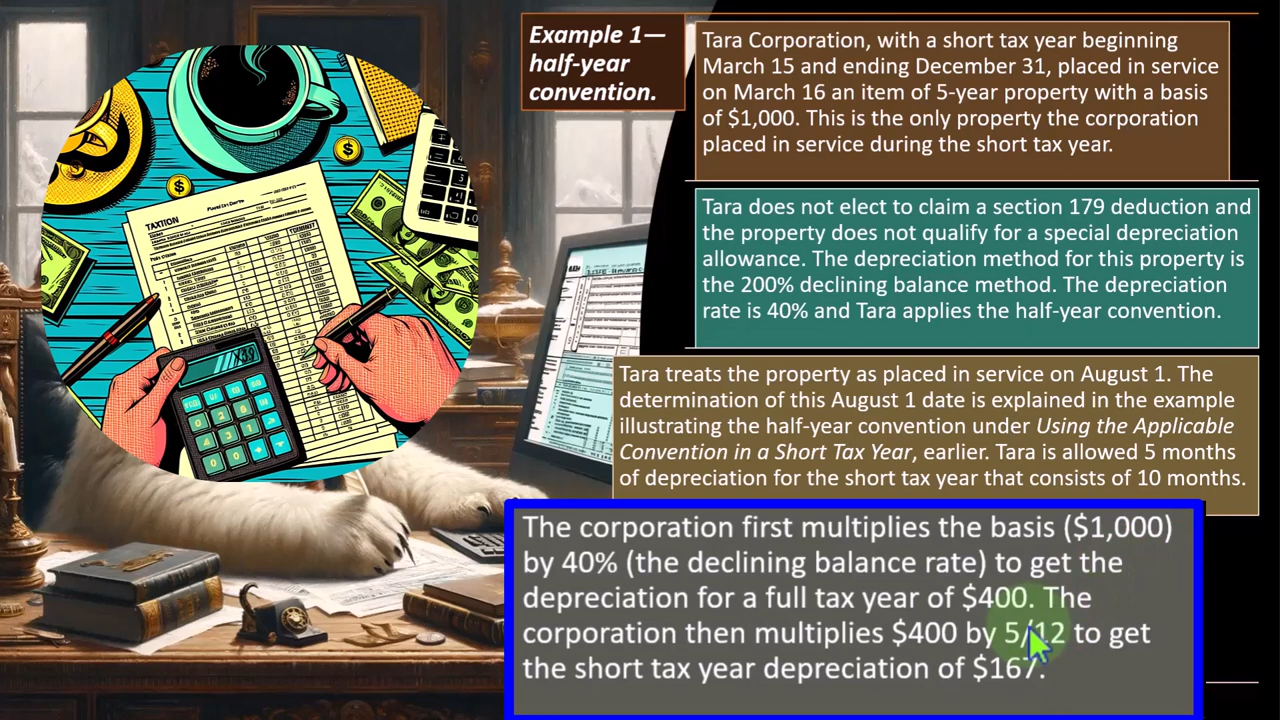 Example 1—
half-year
convention.
Tara Corporation, with a short tax year beginning
March 15 and ending December 31, placed in service
on March 16 an item of 5-year property with a basis
of $1,000. This is the only property the corporation
placed in service during the short tax year.
Tara does not elect to claim a section 179 deduction and
the property does not qualify for a special depreciation
allowance. The depreciation method for this property is
the 200% declining balance method. The depreciation
rate is 40% and Tara applies the half-year convention.
Tara treats the property as placed in service on August 1. The
determination of this August 1 date is explained in the example
illustrating the half-year convention under Using the Applicable
Convention in a Short Tax Year, earlier. Tara is allowed 5 months
of depreciation for the short tax year that consists of 10 months.
The corporation first multiplies the basis ($1,000)
by 40% (the declining balance rate) to get the
depreciation for a full tax year of $400. The
corporation then multiplies $400 by 5/12 to get
the short tax year depreciation of $167.
TAXTION